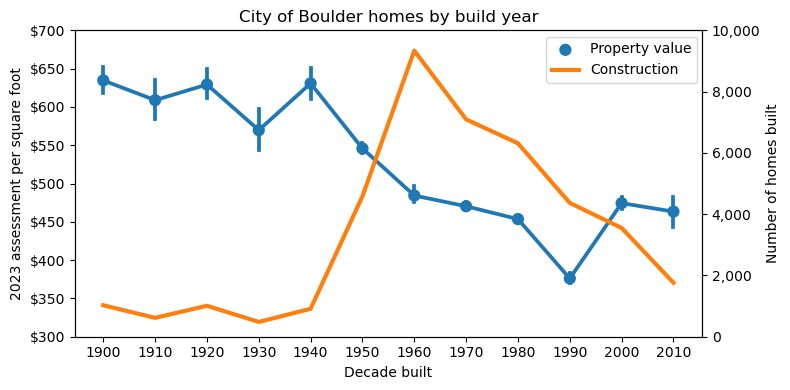 City of Boulder homes by build year
2023 assessment per square foot
$700
$650
$600
$550
$500
$450
$400
$350
$300
10,000
8,000
6,000
4,000
2,000
0
Number of homes built
Property value
Construction
1900 1910 1920 1930 1940 1950 1960 1970 1980 1990 2000 2010
Decade built